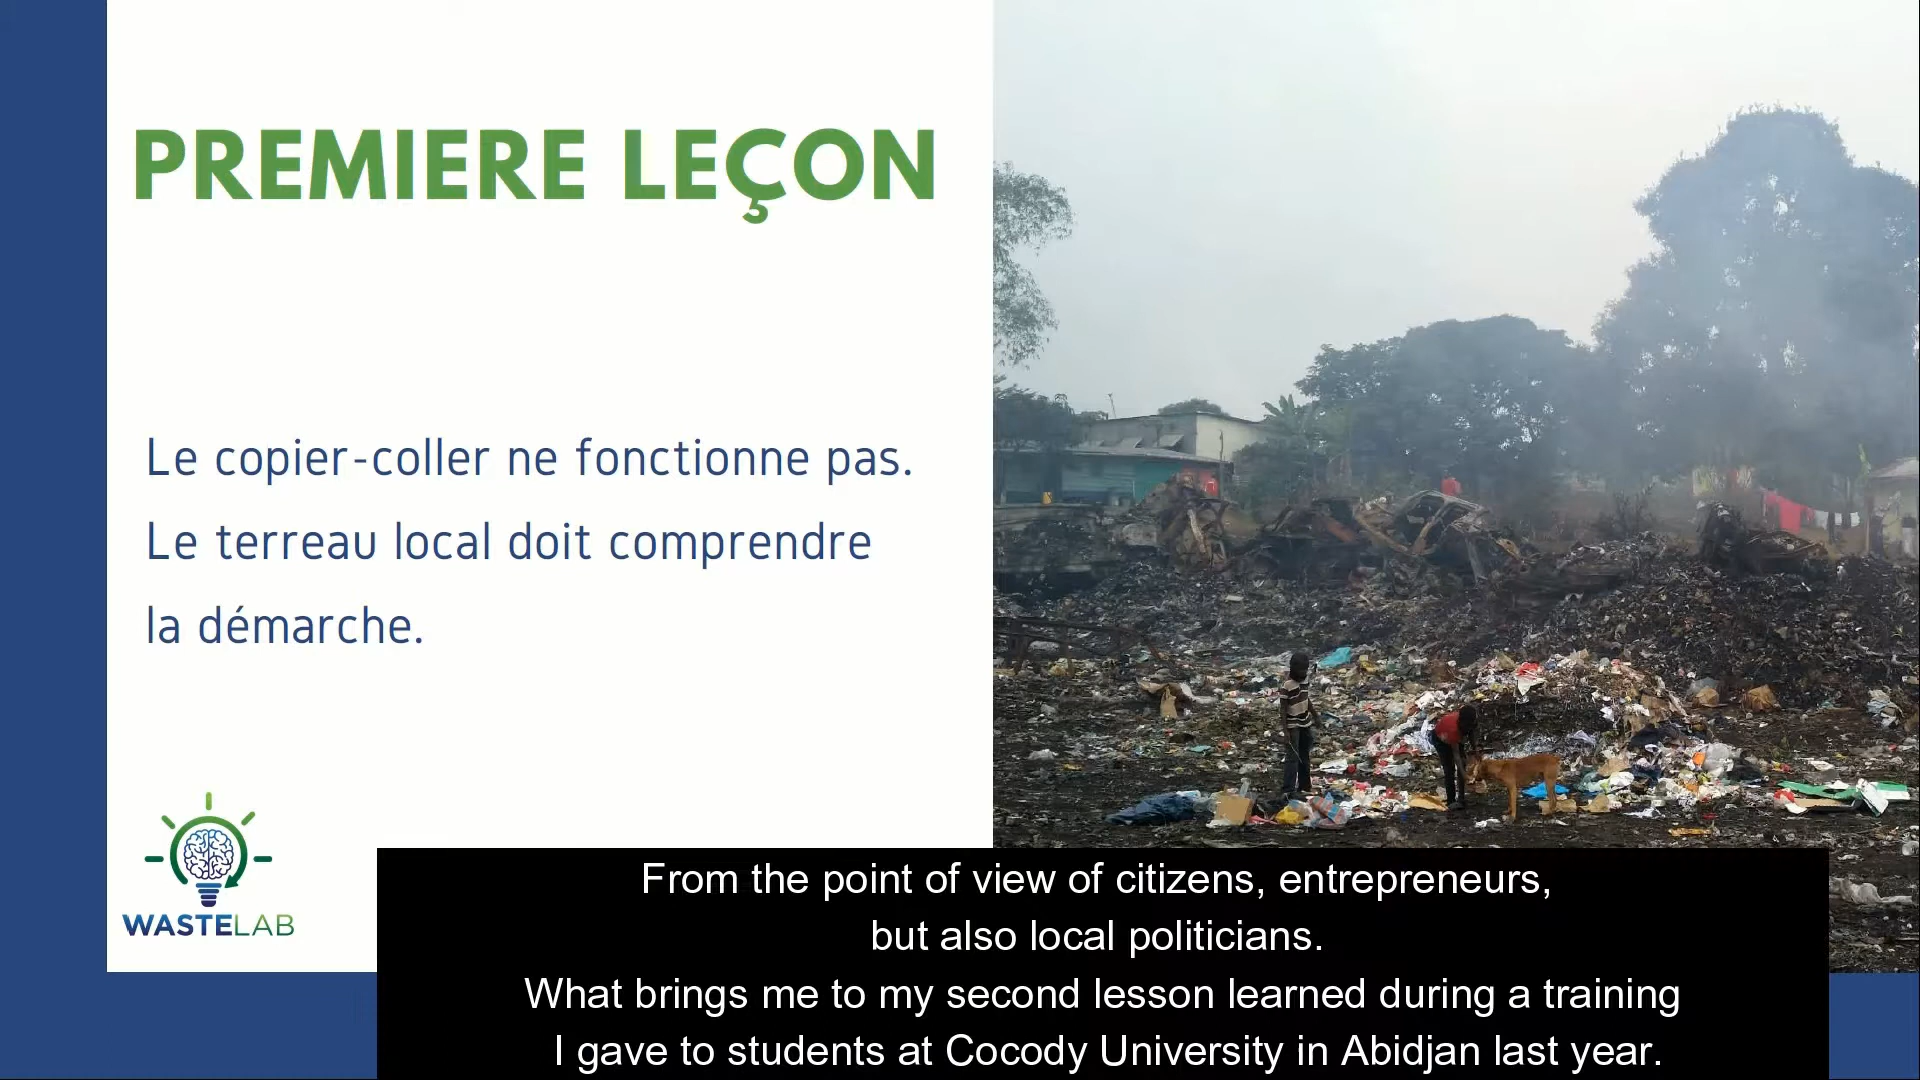 PREMIERE LEÇON
Le copier-coller ne fonctionne pas.
Le terreau local doit comprendre
la démarche.
WASTELAB
From the point of view of citizens, entrepreneurs,
but also local politicians.
What brings me to my second lesson learned during a training
I gave to students at Cocody University in Abidjan last year.